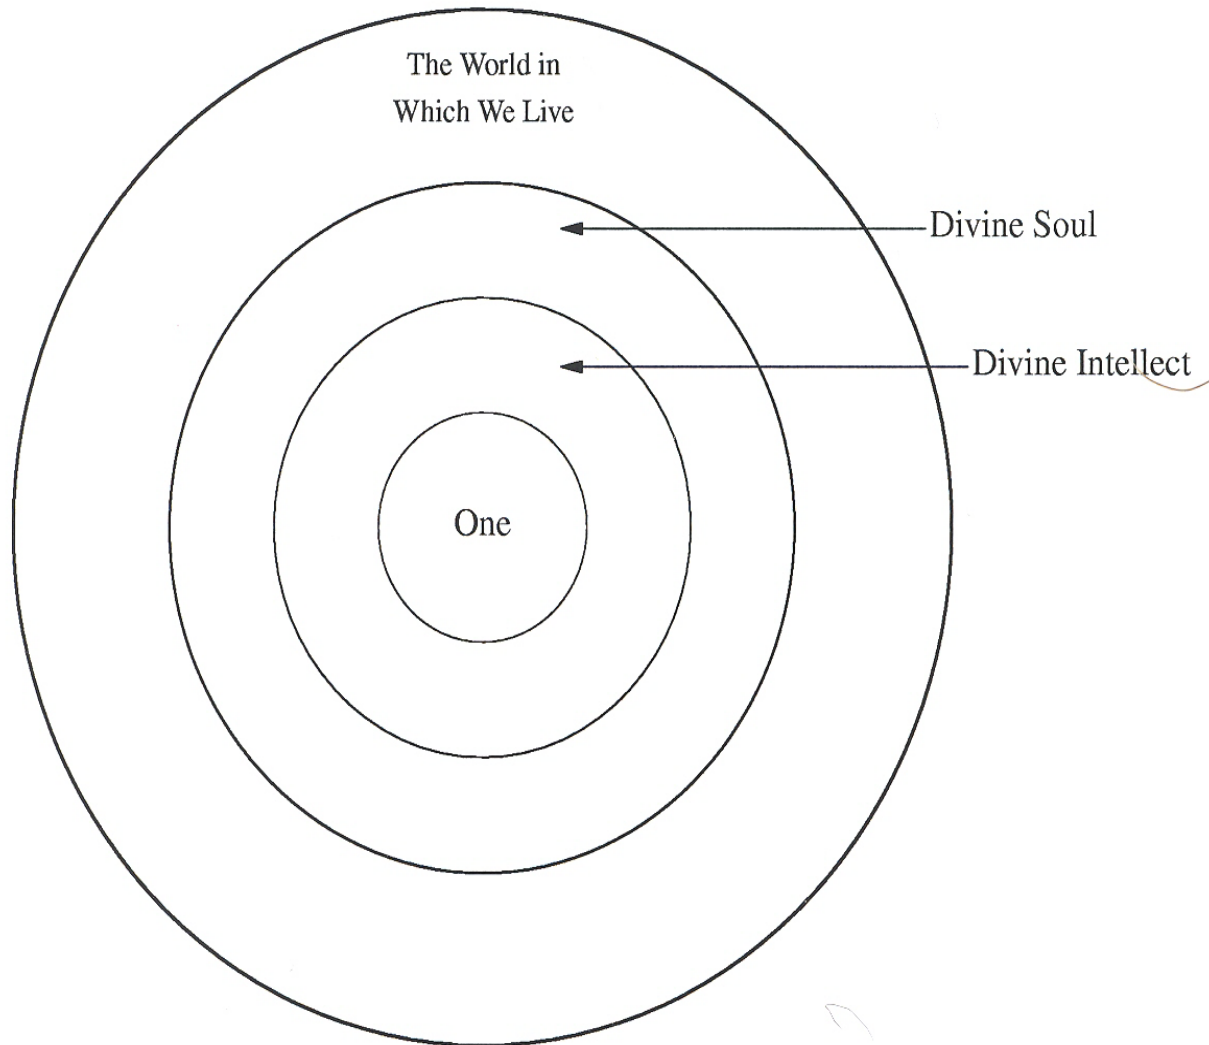 The World in
Which We Live
Divine Soul
Divine Intellect
One